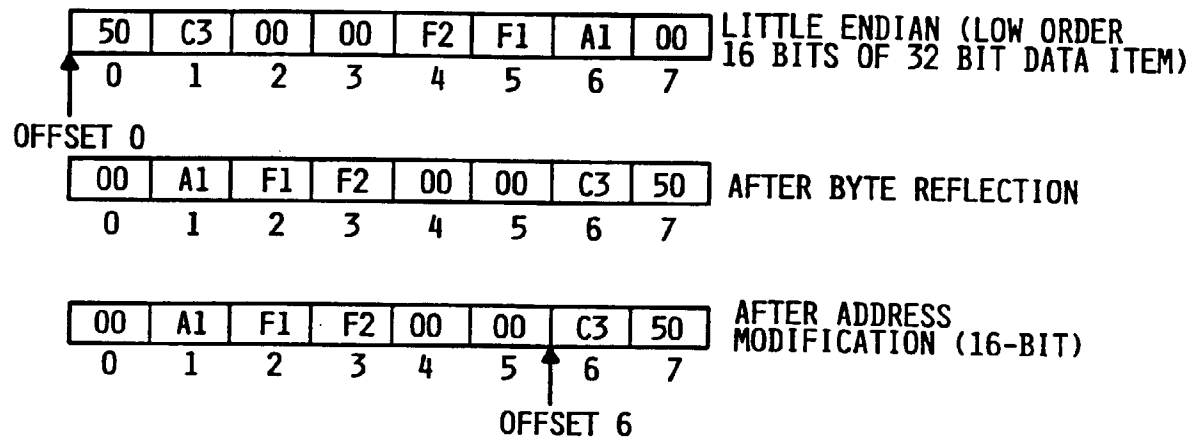 50 C3 00 00 F2 F1 A1 00
LITTLE ENDIAN (LOW ORDER
16 BITS OF 32 BIT DATA ITEM)
0 1 2 3 4 5 6 7
OFFSET 0
00 A1 F1 F2 00 00 C3 50
AFTER BYTE REFLECTION
0 1 2 3 4 5 6 7
00 A1 F1 F2 00 00 C3 50
AFTER ADDRESS
MODIFICATION (16-BIT)
0 1 2 3 4 5 6 7
OFFSET 6